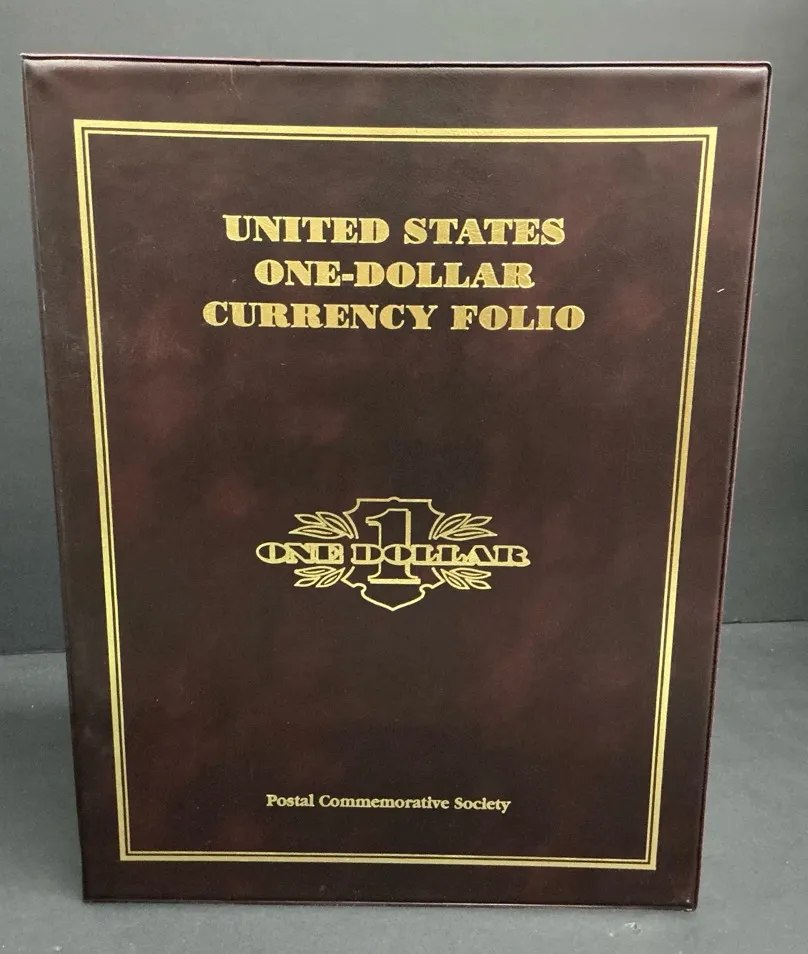 UNITED STATES
ONE-DOLLAR
CURRENCY FOLIO
1
ONE DOLLAR
Postal Commemorative Society